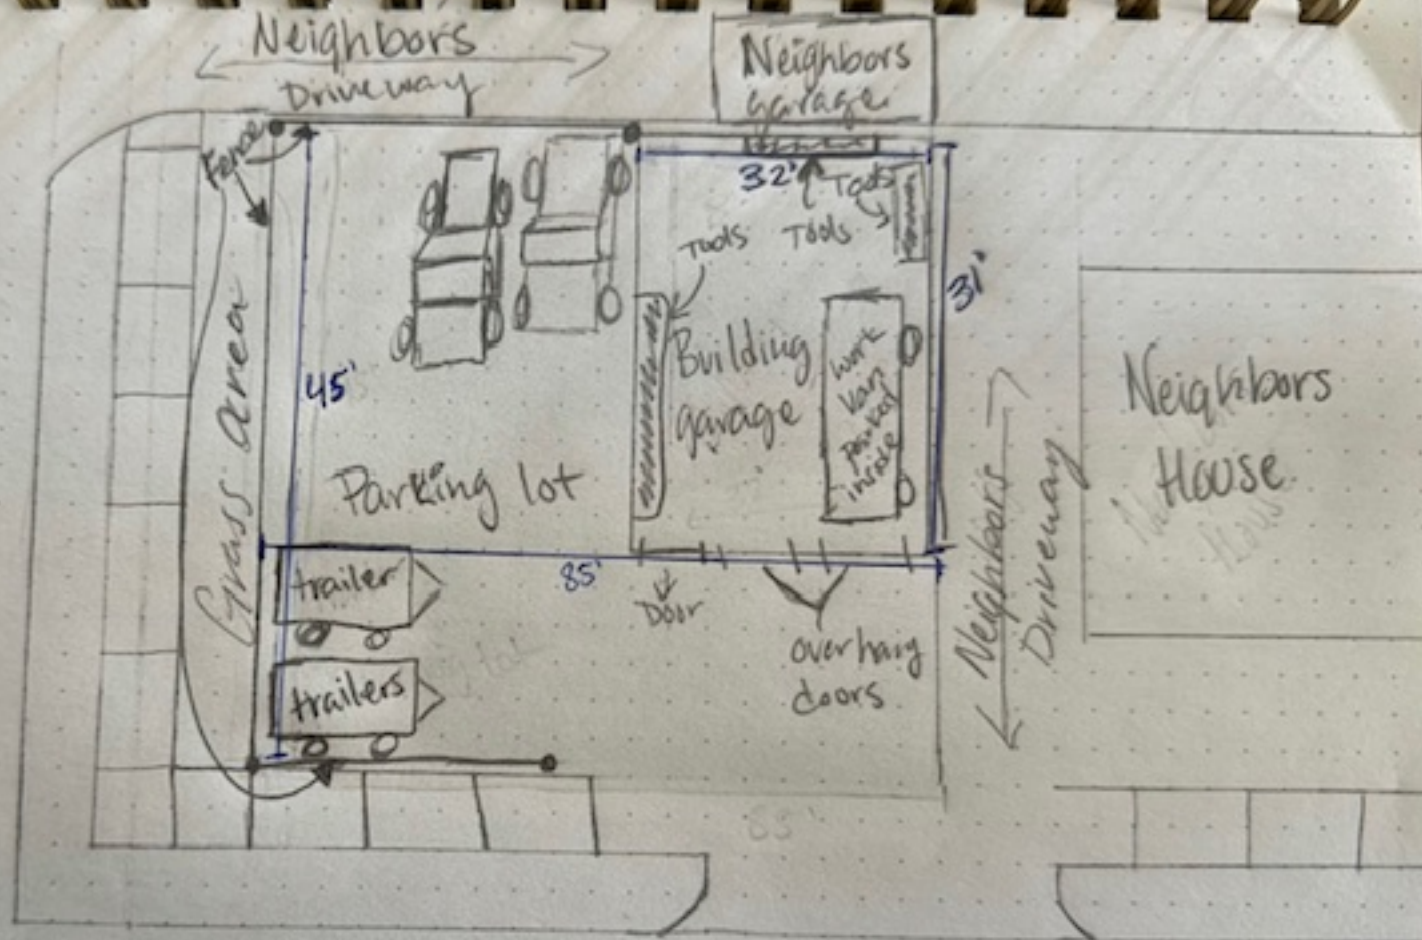 Neighbors
Driveway
Neighbors
garage
Fence
32'
Tools
Tools
Tools
31'
Grass area
45'
Building
garage
work
Van
parked
inside
Neighbors
House
Parking lot
Neighbors
Driveway
trailer
85'
Door
overhang
doors
trailers